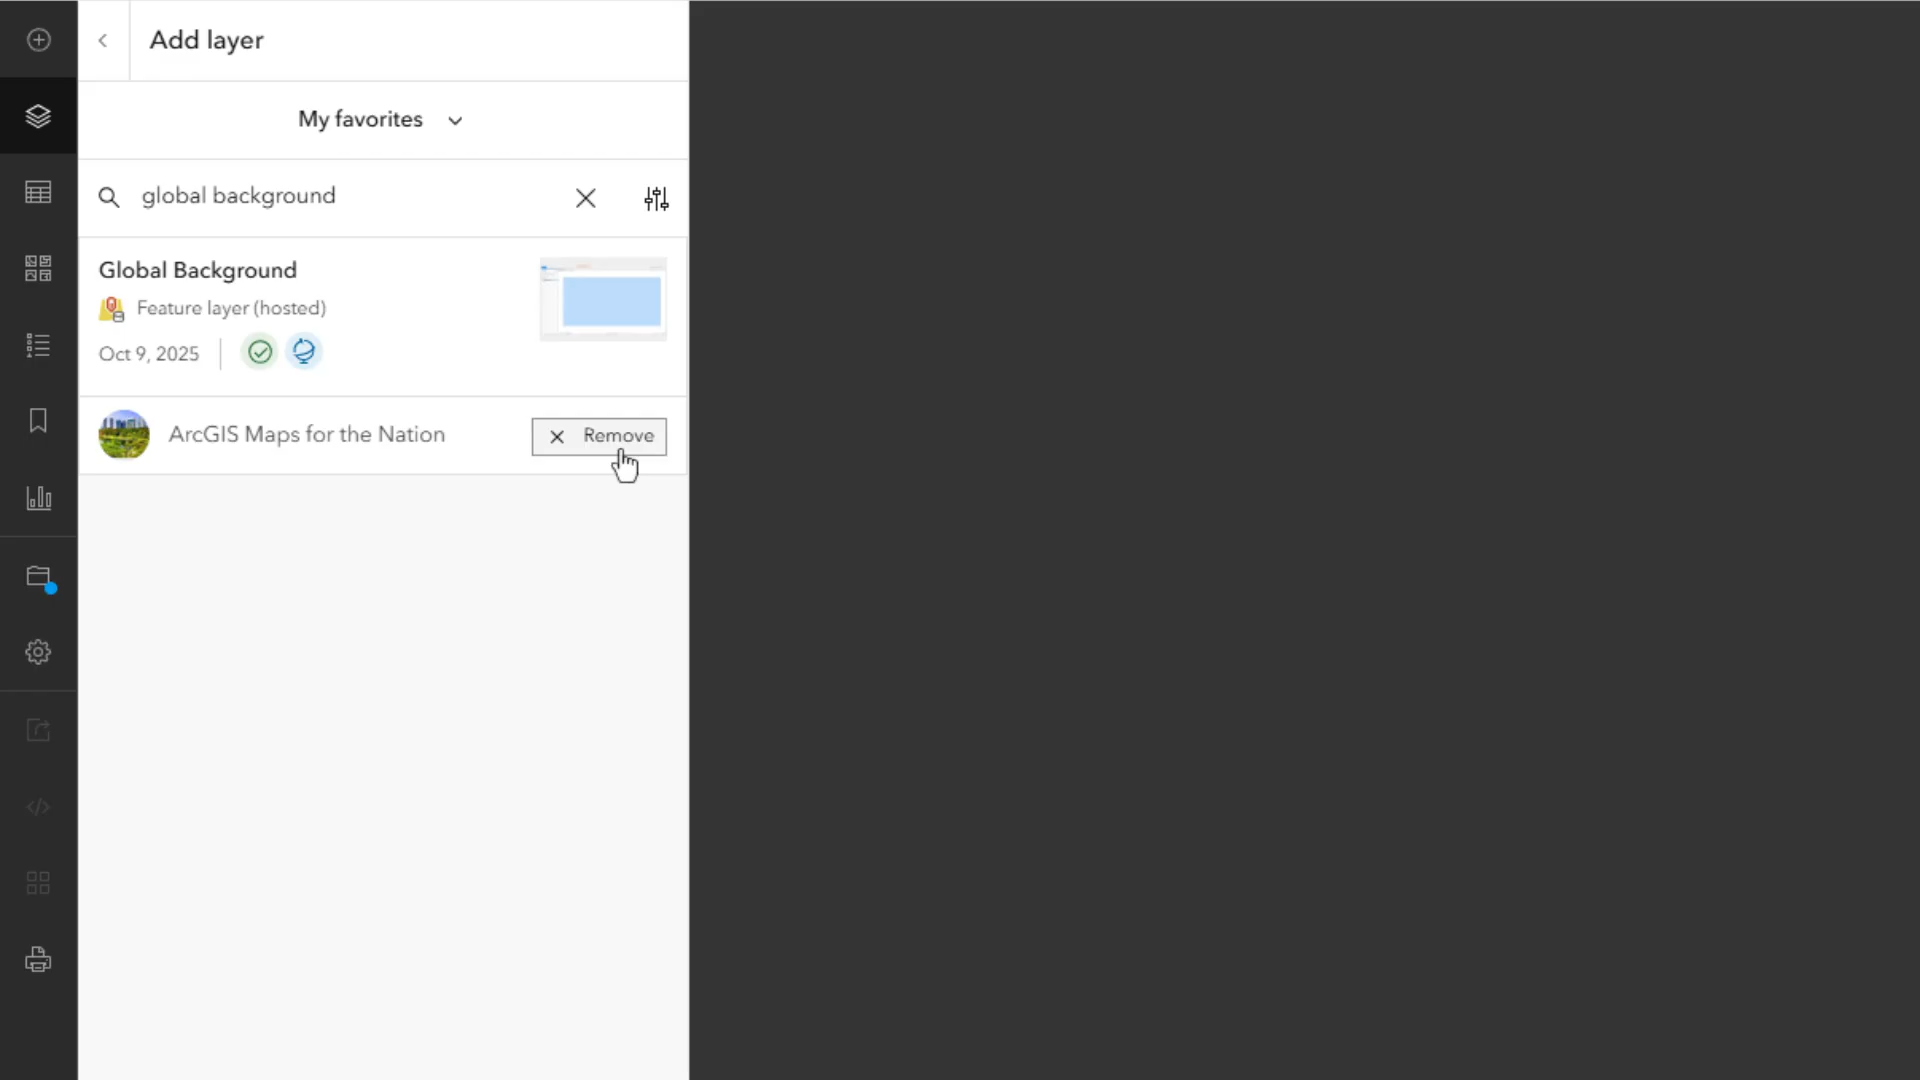 Add layer
My favorites
global background
Global Background
Feature layer (hosted)
Oct 9, 2025
ArcGIS Maps for the Nation
Remove